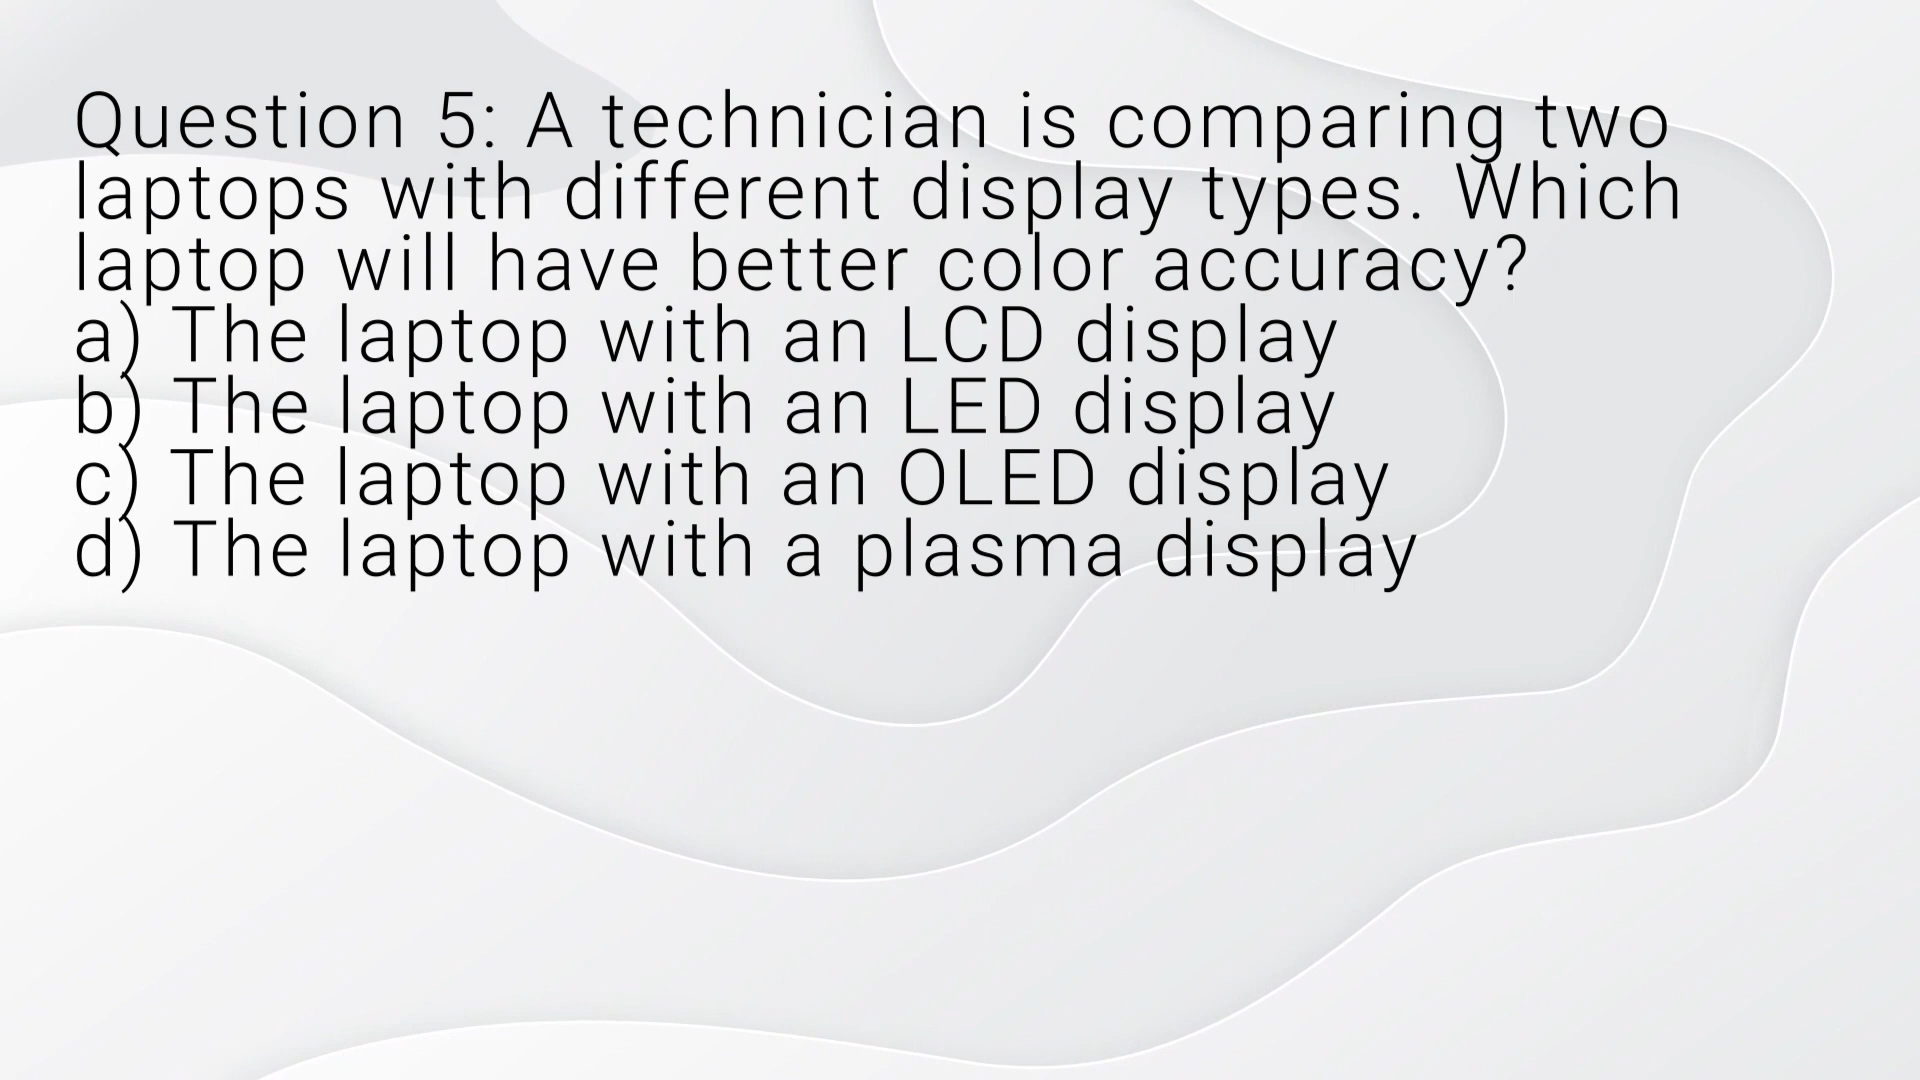 Question 5: A technician is comparing two
laptops with different display types. Which
laptop will have better color accuracy?
a) The laptop with an LCD display
b) The laptop with an LED display
c) The laptop with an OLED display
d) The laptop with a plasma display